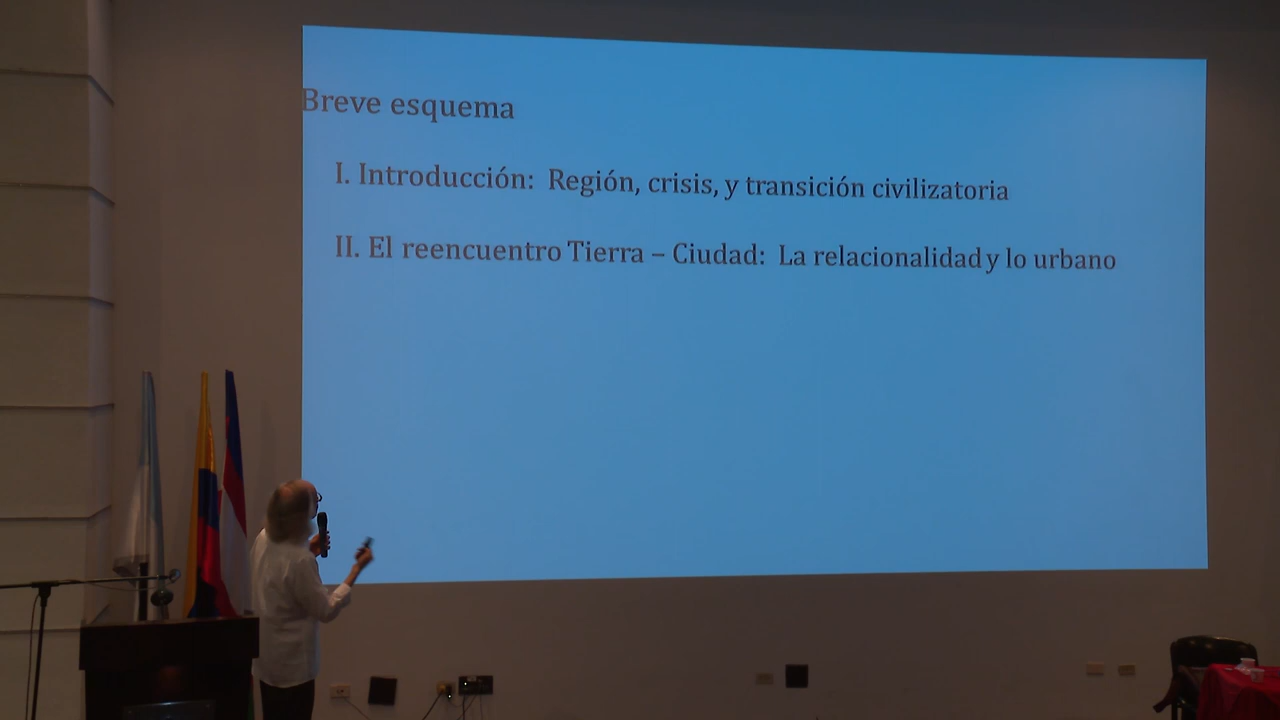 Breve esquema
I. Introducción: Región, crisis, y transición civilizatoria
II. El reencuentro Tierra – Ciudad: La relacionalidad y lo urbano